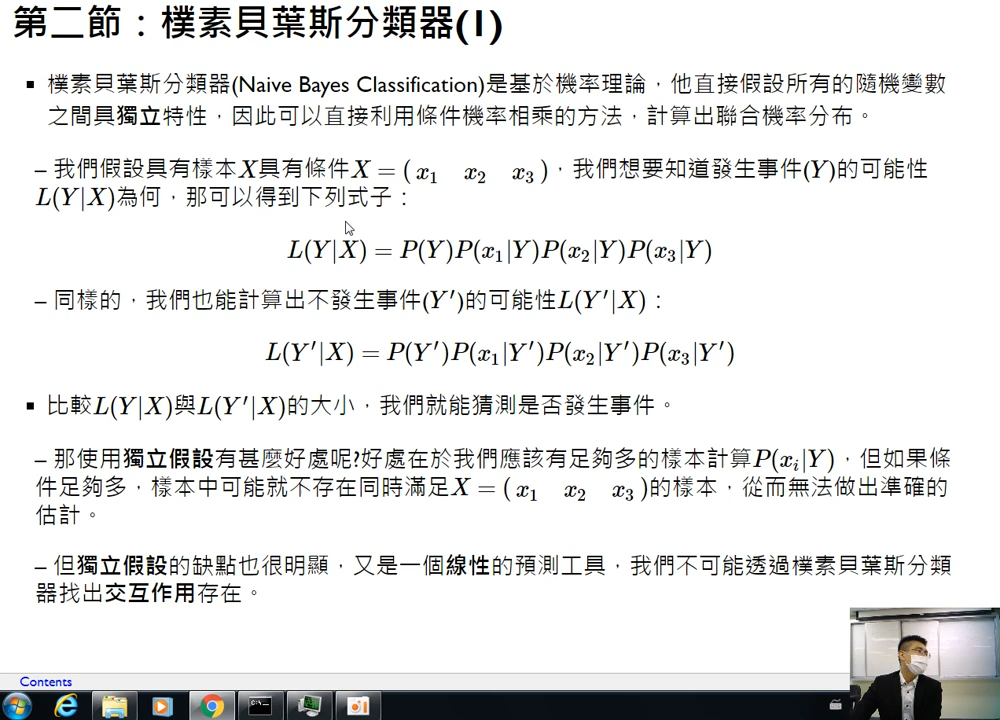 第二節：樸素貝葉斯分類器(1)
▪ 樸素貝葉斯分類器(Naive Bayes Classification)是基於機率理論，他直接假設所有的隨機變數
之間具獨立特性，因此可以直接利用條件機率相乘的方法，計算出聯合機率分布。
– 我們假設具有樣本X具有條件X = ( x₁ x₂ x₃ )，我們想要知道發生事件(Y)的可能性
L(Y|X)為何，那可以得到下列式子：
L(Y|X) = P(Y)P(x₁|Y)P(x₂|Y)P(x₃|Y)
– 同樣的，我們也能計算出不發生事件(Y′)的可能性L(Y′|X)：
L(Y′|X) = P(Y′)P(x₁|Y′)P(x₂|Y′)P(x₃|Y′)
▪ 比較L(Y|X)與L(Y′|X)的大小，我們就能猜測是否發生事件。
– 那使用獨立假設有甚麼好處呢?好處在於我們應該有足夠多的樣本計算P(xᵢ|Y)，但如果條
件足夠多，樣本中可能就不存在同時滿足X = ( x₁ x₂ x₃ )的樣本，從而無法做出準確的
估計。
– 但獨立假設的缺點也很明顯，又是一個線性的預測工具，我們不可能透過樸素貝葉斯分類
器找出交互作用存在。
Contents